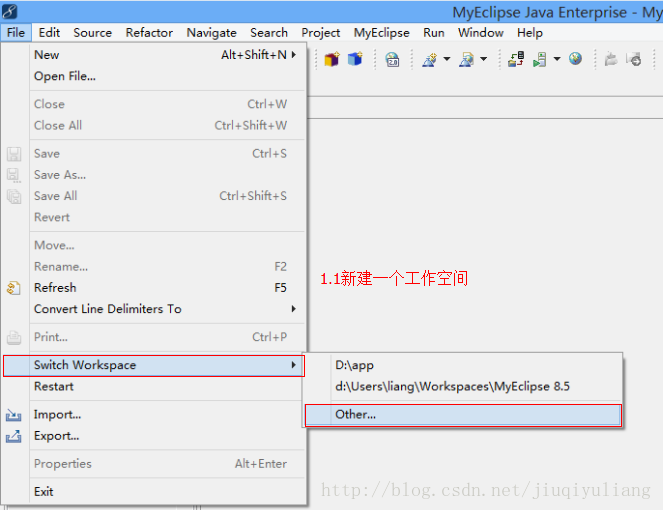 MyEclipse Java Enterprise - My
File Edit Source Refactor Navigate Search Project MyEclipse Run Window Help
New Alt+Shift+N
Open File...
Close Ctrl+W
Close All Ctrl+Shift+W
Save Ctrl+S
Save As...
Save All Ctrl+Shift+S
Revert
Move...
Rename... F2
Refresh F5
1.1新建一个工作空间
Convert Line Delimiters To
Print... Ctrl+P
Switch Workspace
D:\app
Restart
d:\Users\liang\Workspaces\MyEclipse 8.5
Import...
Other...
Export...
Properties Alt+Enter
Exit
http://blog.csdn.net/jiuqiyuliang